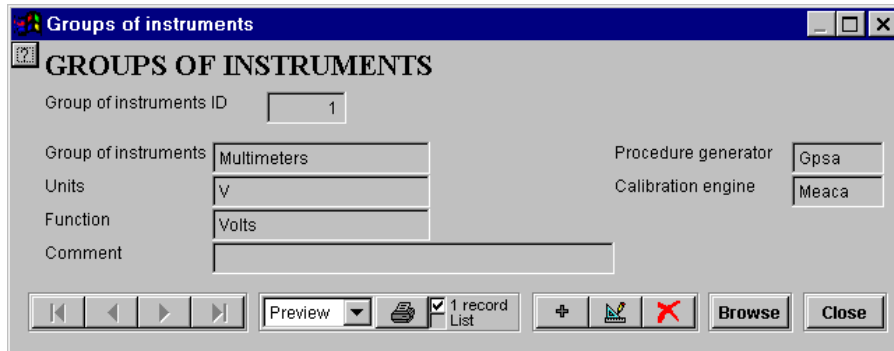 Groups of instruments
?
GROUPS OF INSTRUMENTS
Group of instruments ID 1
Group of instruments Multimeters Procedure generator Gpsa
Units V Calibration engine Meaca
Function Volts
Comment
Preview 1 record
List
Browse Close